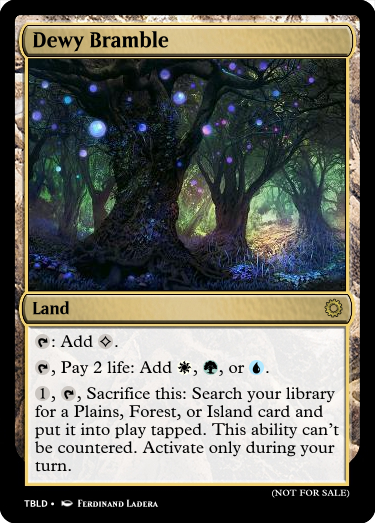 Dewy Bramble
Land
: Add .
, Pay 2 life: Add , , or .
1, , Sacrifice this: Search your library
for a Plains, Forest, or Island card and
put it into play tapped. This ability can't
be countered. Activate only during your
turn.
(NOT FOR SALE)
TBLD • Ferdinand Ladera